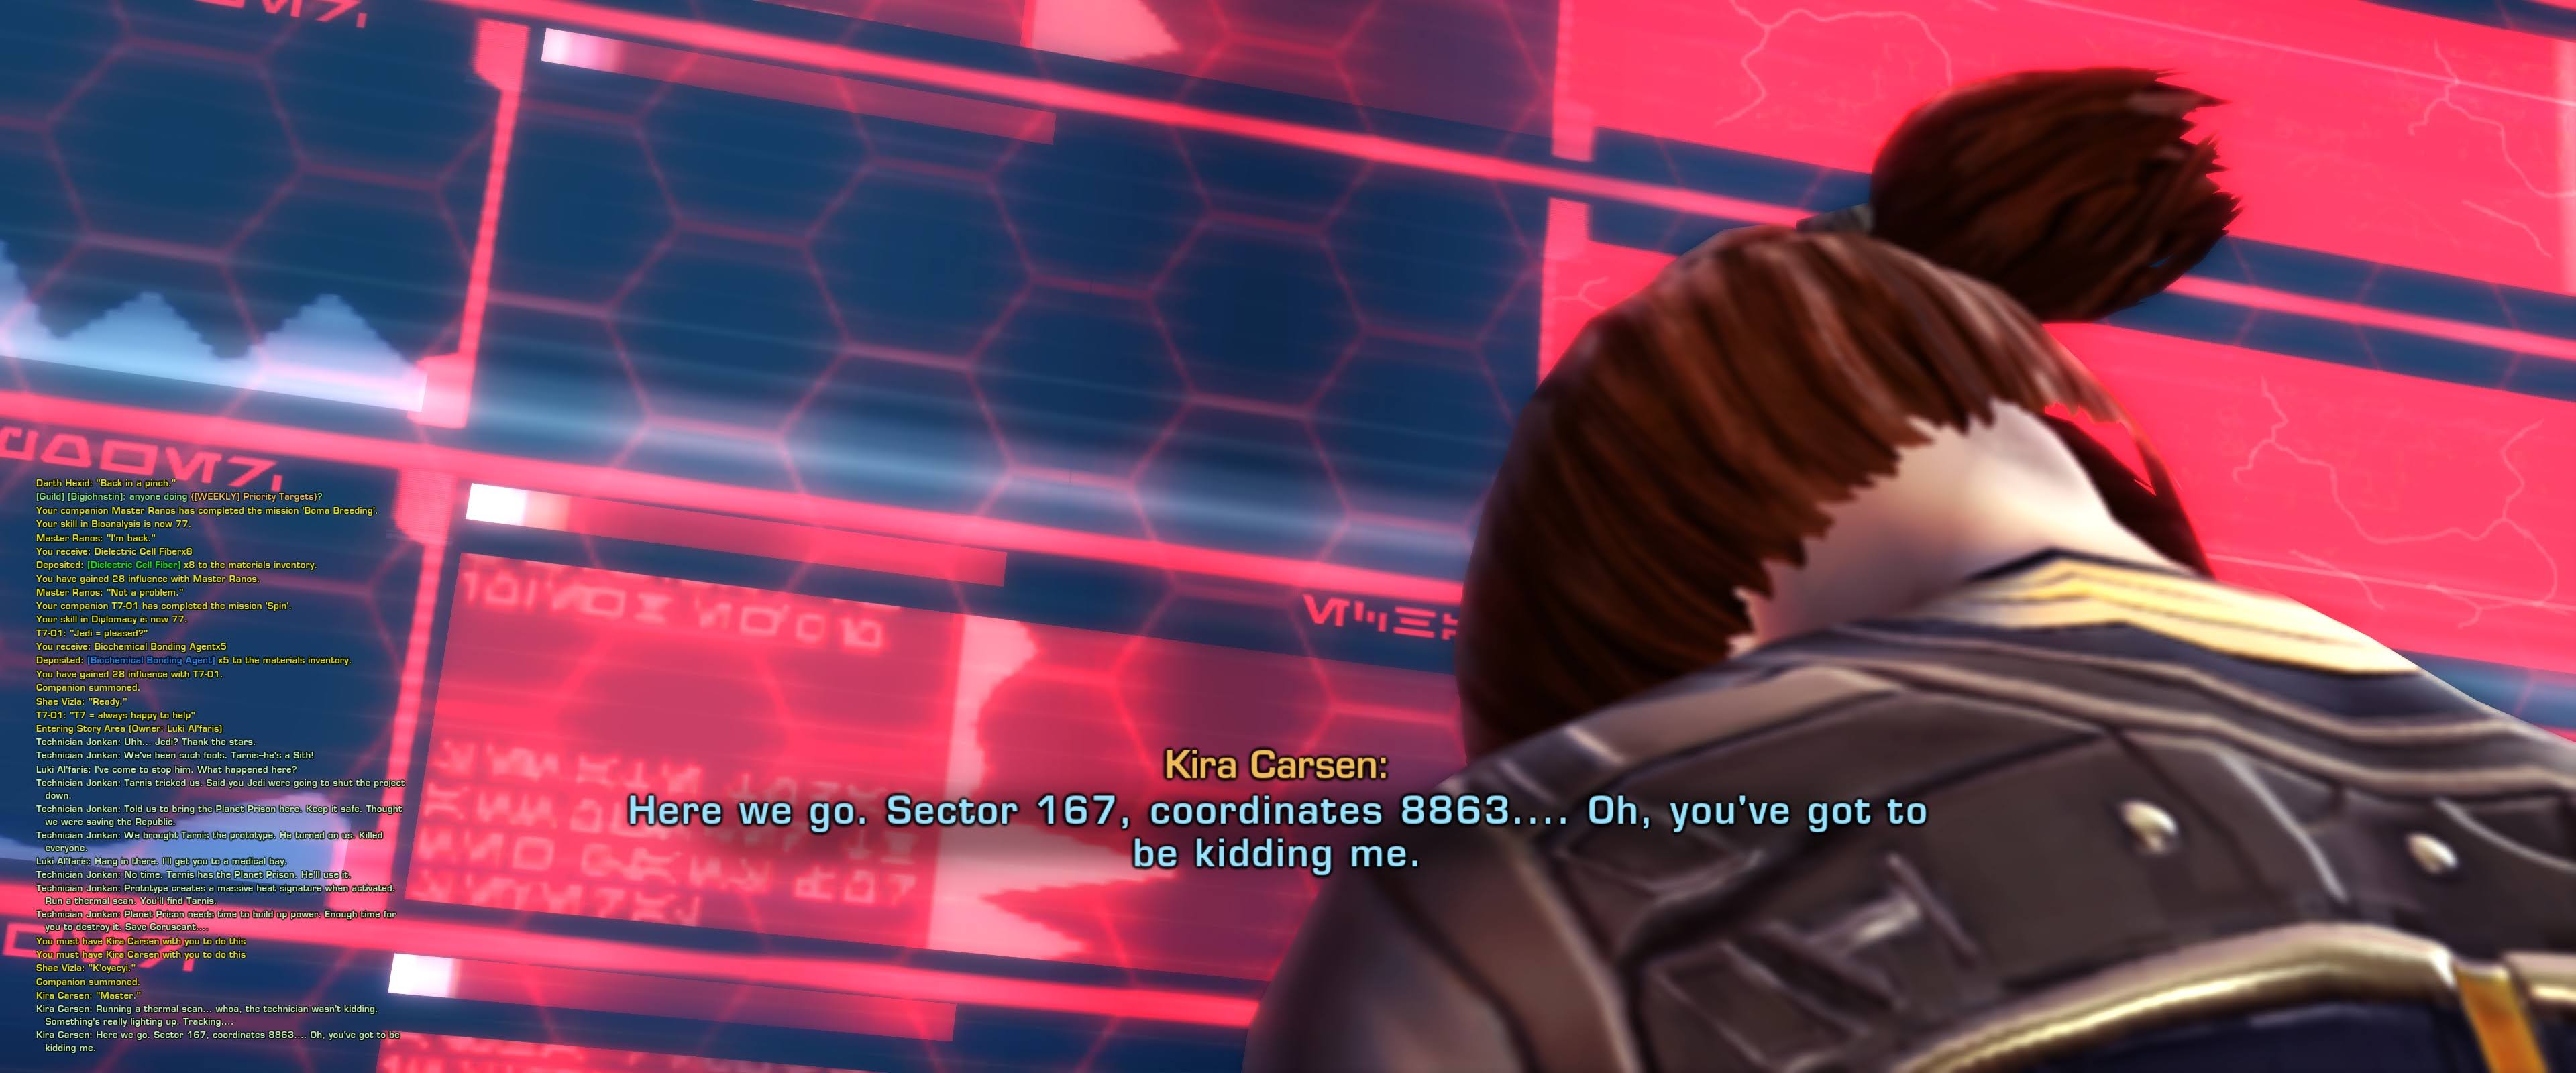 Darth Hexid: "Back in a pinch."
[Guild] [Bigjohnstin]: anyone doing ([WEEKLY] Priority Targets)?
Your companion Master Ranos has completed the mission 'Boma Breeding'.
Your skill in Bioanalysis is now 77.
Master Ranos: "I'm back."
You receive: Dielectric Cell Fiberx8
Deposited: [Dielectric Cell Fiber] x8 to the materials inventory.
You have gained 28 influence with Master Ranos.
Master Ranos: "Not a problem."
Your companion T7-01 has completed the mission 'Spin'.
Your skill in Diplomacy is now 77.
T7-01: "Jedi = pleased?"
You receive: Biochemical Bonding Agentx5
Deposited: [Biochemical Bonding Agent] x5 to the materials inventory.
You have gained 28 influence with T7-01.
Companion summoned.
Shae Vizla: "Ready."
T7-01: "T7 = always happy to help"
Entering Story Area (Owner: Luki Al'faris)
Technician Jonkan: Uhh... Jedi? Thank the stars.
Technician Jonkan: We've been such fools. Tarnis–he's a Sith!
Luki Al'faris: I've come to stop him. What happened here?
Technician Jonkan: Tarnis tricked us. Said you Jedi were going to shut the project
down.
Technician Jonkan: Told us to bring the Planet Prison here. Keep it safe. Thought
we were saving the Republic.
Technician Jonkan: We brought Tarnis the prototype. He turned on us. Killed
everyone.
Luki Al'faris: Hang in there. I'll get you to a medical bay.
Technician Jonkan: No time. Tarnis has the Planet Prison. He'll use it.
Technician Jonkan: Prototype creates a massive heat signature when activated.
Run a thermal scan. You'll find Tarnis.
Technician Jonkan: Planet Prison needs time to build up power. Enough time for
you to destroy it. Save Coruscant....
You must have Kira Carsen with you to do this
You must have Kira Carsen with you to do this
Shae Vizla: "K'oyacyi."
Companion summoned.
Kira Carsen: "Master."
Kira Carsen: Running a thermal scan... whoa, the technician wasn't kidding.
Something's really lighting up. Tracking....
Kira Carsen: Here we go. Sector 167, coordinates 8863.... Oh, you've got to be
kidding me.
Kira Carsen:
Here we go. Sector 167, coordinates 8863.... Oh, you've got to
be kidding me.